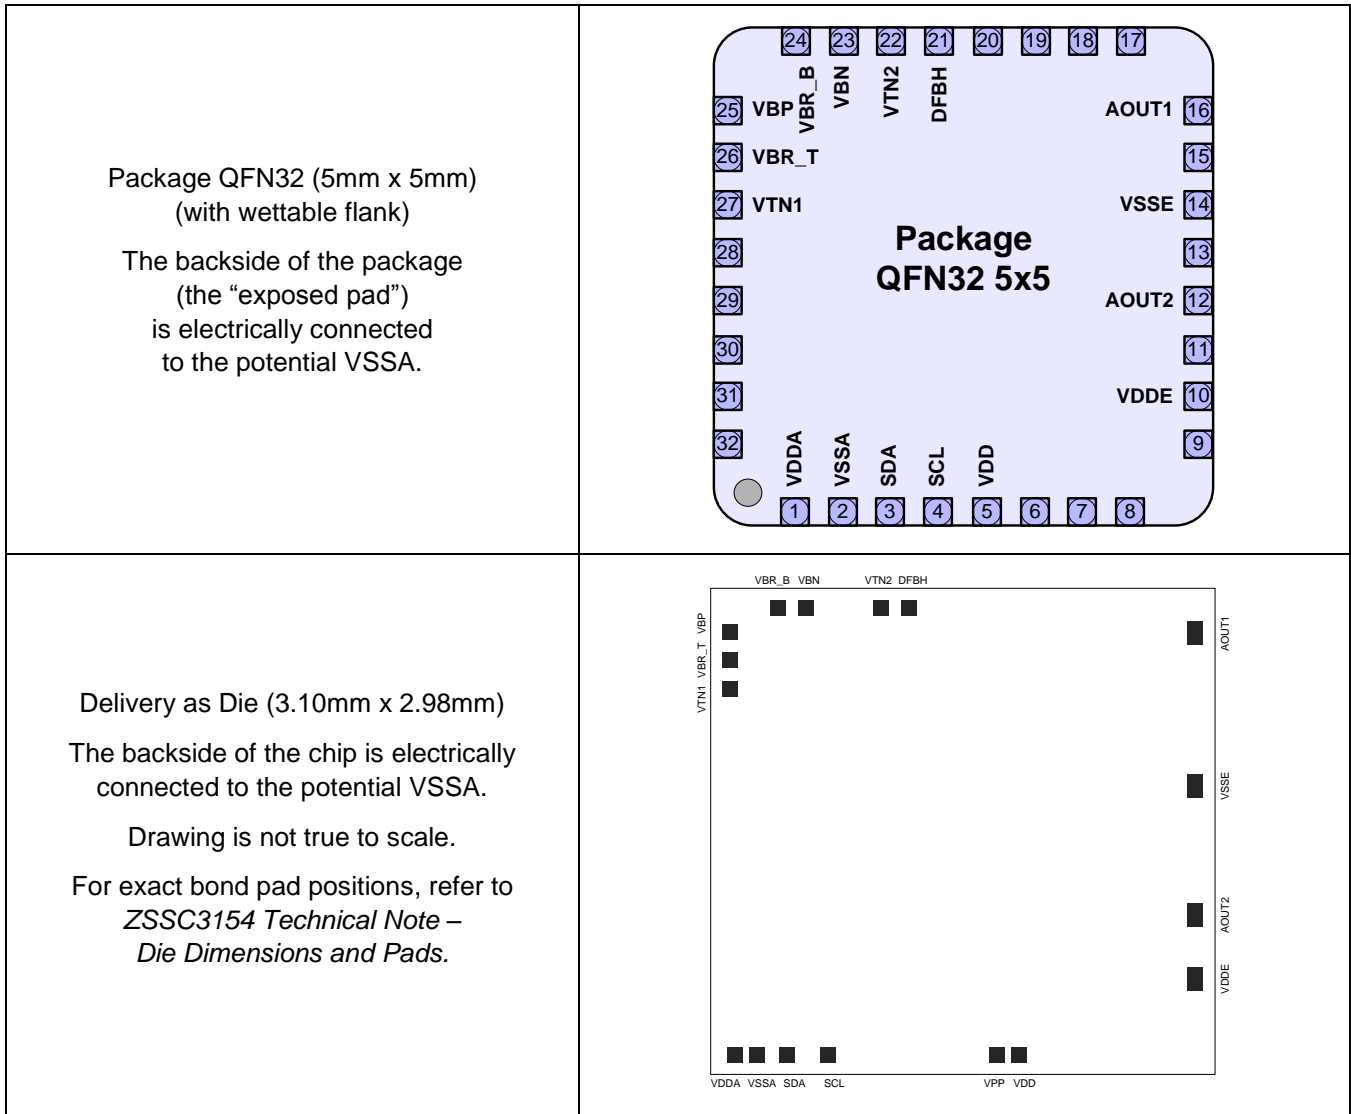 Package QFN32 (5mm x 5mm)
(with wettable flank)
The backside of the package
(the “exposed pad”)
is electrically connected
to the potential VSSA.
24 23 22 21 20 19 18 17
VBR_B VBN VTN2 DFBH
25 VBP AOUT1 16
26 VBR_T 15
27 VTN1 VSSE 14
Package
QFN32 5x5
28 13
29 AOUT2 12
30 11
31 VDDE 10
32 9
VDDA VSSA SDA SCL VDD
1 2 3 4 5 6 7 8
Delivery as Die (3.10mm x 2.98mm)
The backside of the chip is electrically
connected to the potential VSSA.
Drawing is not true to scale.
For exact bond pad positions, refer to
ZSSC3154 Technical Note –
Die Dimensions and Pads.
VBR_B VBN VTN2 DFBH
VBP
VBR_T
VTN1
AOUT1
VSSE
AOUT2
VDDE
VDDA VSSA SDA SCL VPP VDD